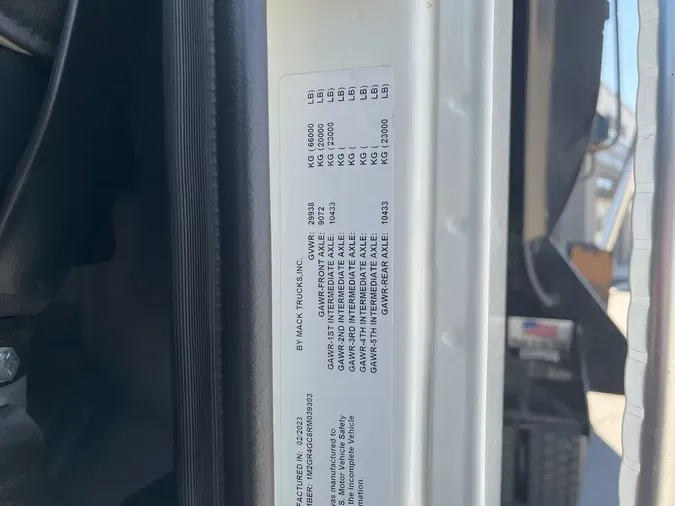 BY MACK TRUCKS,INC.
GVWR: 29938 KG (66000 LB)
GAWR-FRONT AXLE: 9072 KG (20000 LB)
GAWR-1ST INTERMEDIATE AXLE: 10433 KG (23000 LB)
GAWR-2ND INTERMEDIATE AXLE: KG ( LB)
GAWR-3RD INTERMEDIATE AXLE: KG ( LB)
GAWR-4TH INTERMEDIATE AXLE: KG ( LB)
GAWR-5TH INTERMEDIATE AXLE: KG ( LB)
GAWR-REAR AXLE: 10433 KG (23000 LB)
FACTURED IN: 02/2023
MBER: 1M2GR4GC6RM039303
was manufactured to
S. Motor Vehicle Safety
the Incomplete Vehicle
mation.